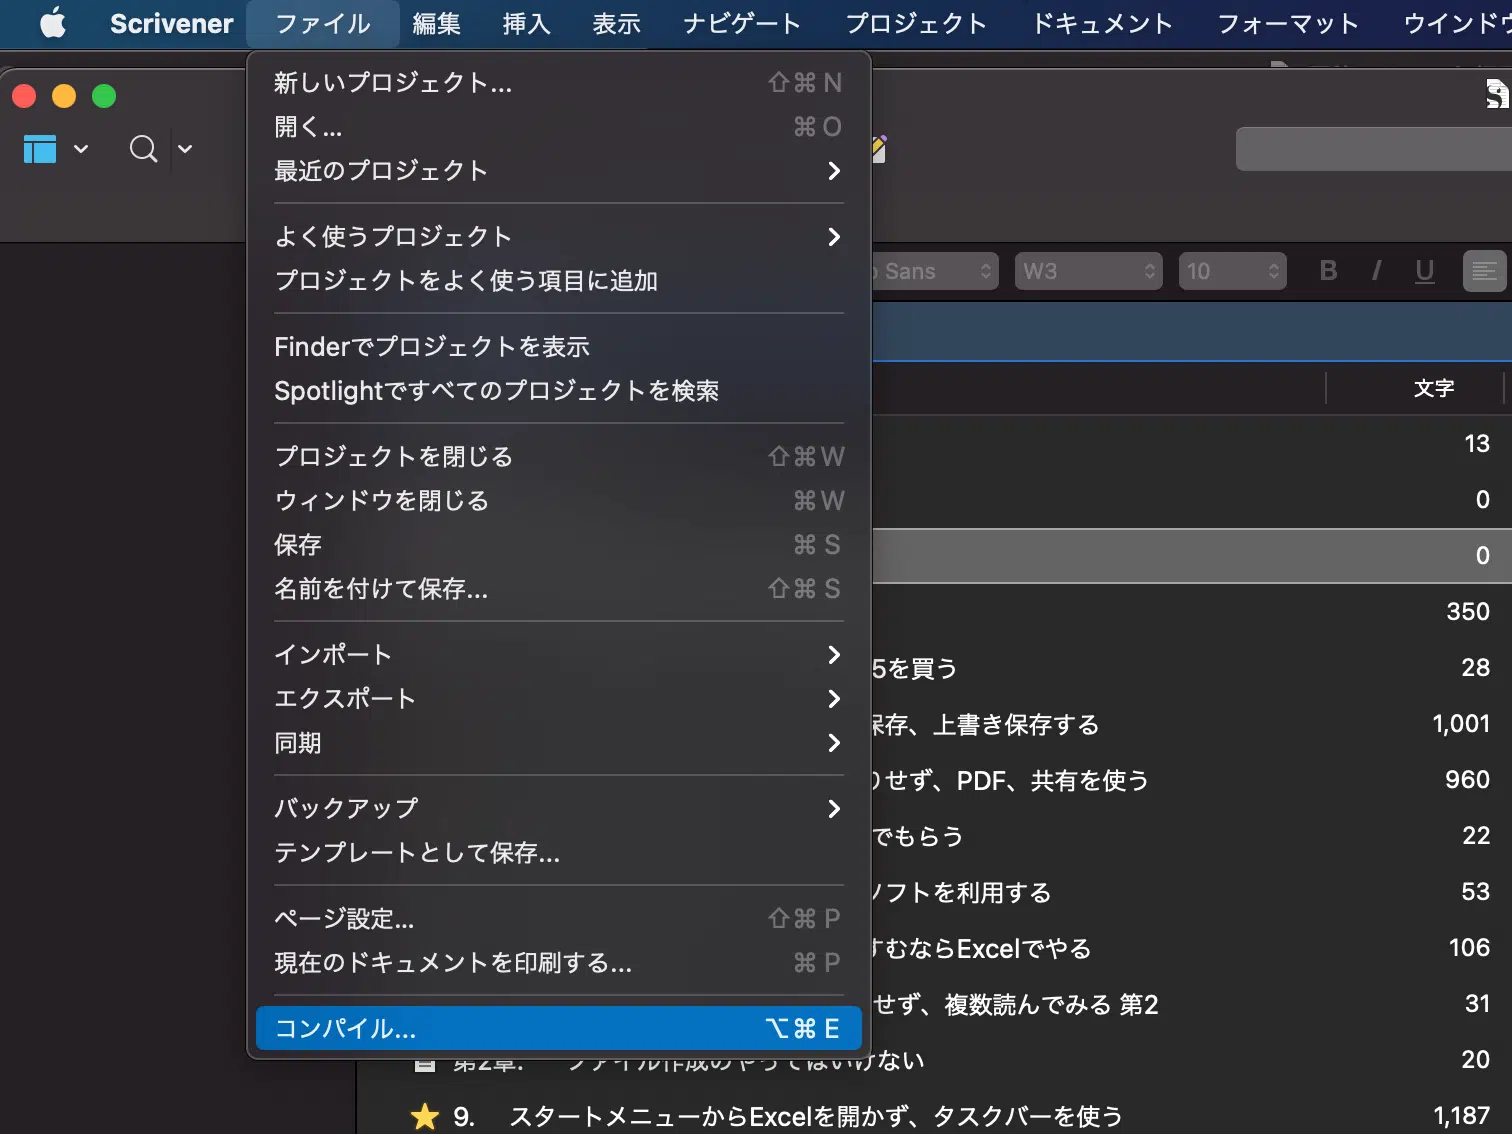 Scrivener ファイル 編集 挿入 表示 ナビゲート プロジェクト ドキュメント フォーマット ウインドウ
新しいプロジェクト... ⇧⌘N
開く... ⌘O
最近のプロジェクト
よく使うプロジェクト
プロジェクトをよく使う項目に追加
Finderでプロジェクトを表示
Spotlightですべてのプロジェクトを検索
プロジェクトを閉じる ⇧⌘W
ウィンドウを閉じる ⌘W
保存 ⌘S
名前を付けて保存... ⇧⌘S
インポート
エクスポート
同期
バックアップ
テンプレートとして保存...
ページ設定... ⇧⌘P
現在のドキュメントを印刷する... ⌘P
コンパイル... ⌥⌘E
Sans W3 10 B I U
文字
13
0
0
350
5を買う 28
保存、上書き保存する 1,001
せず、PDF、共有を使う 960
でもらう 22
ソフトを利用する 53
すむならExcelでやる 106
せず、複数読んでみる 第2 31
第2章. ファイル作成のやってはいけない 20
9. スタートメニューからExcelを開かず、タスクバーを使う 1,187